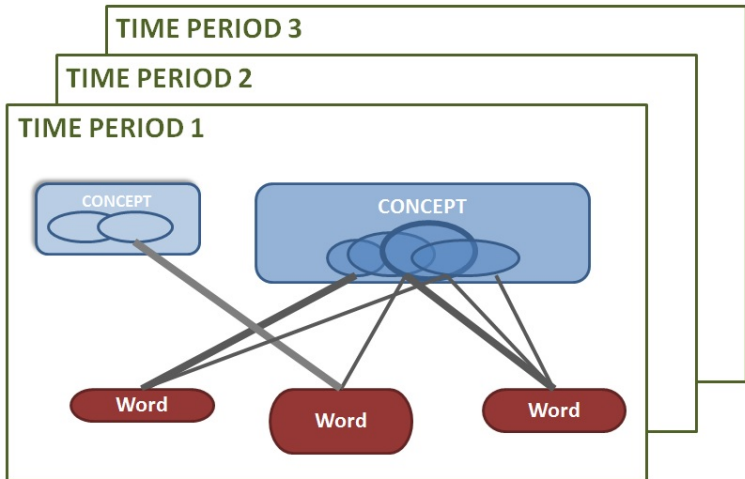 TIME PERIOD 3
TIME PERIOD 2
TIME PERIOD 1
CONCEPT
CONCEPT
Word
Word
Word